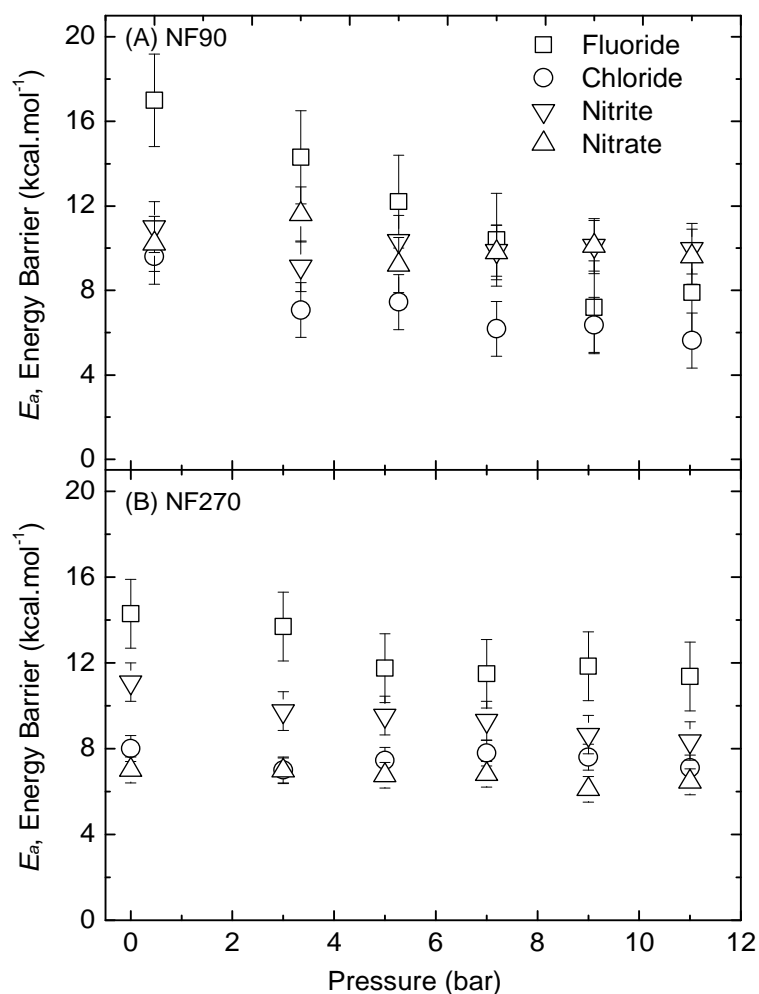 (A) NF90
Fluoride
Chloride
Nitrite
Nitrate
20
16
12
8
4
0
Ea, Energy Barrier (kcal.mol-1)
(B) NF270
20
16
12
8
4
0
Ea, Energy Barrier (kcal.mol-1)
0 2 4 6 8 10 12
Pressure (bar)